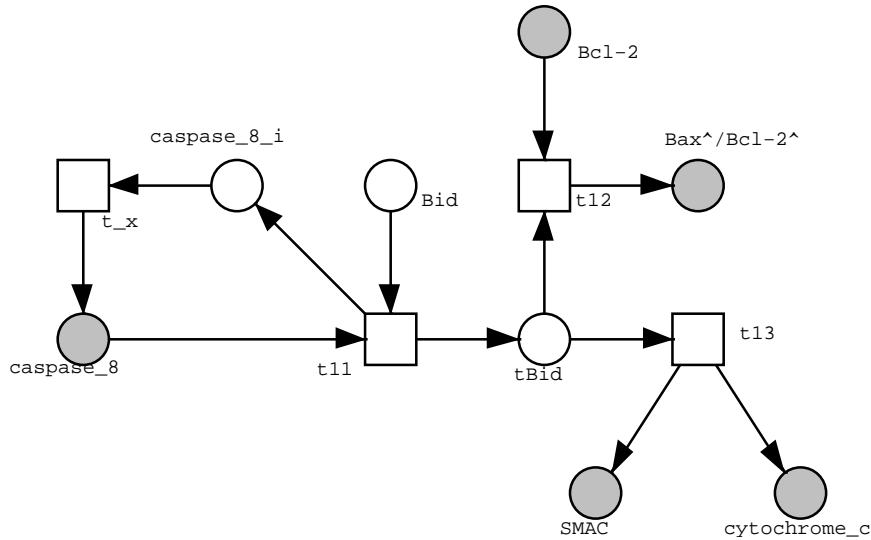 Bcl-2
caspase_8_i
Bax^/Bcl-2^
Bid
t12
t_x
t13
caspase_8
t11
tBid
SMAC
cytochrome_c